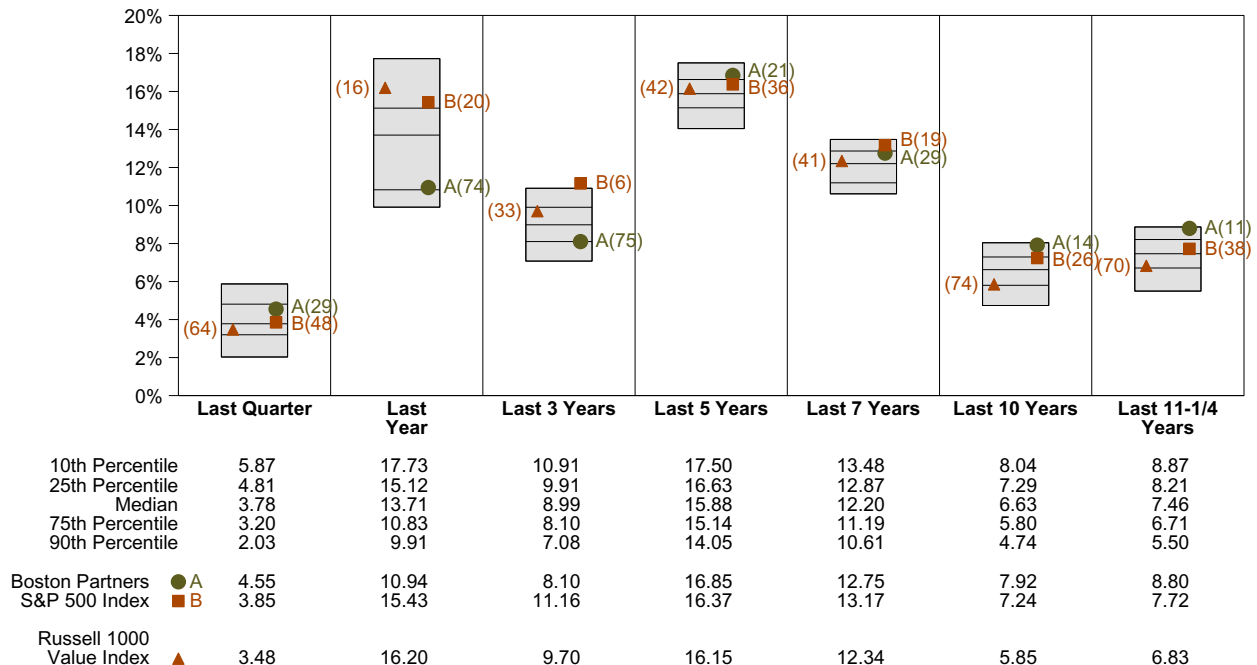 20%
18%
16%
14%
12%
10%
8%
6%
4%
2%
0%
(64)
A(29)
B(48)
(16)
B(20)
A(74)
(33)
B(6)
A(75)
(42)
A(21)
B(36)
(41)
B(19)
A(29)
(74)
A(14)
B(26)
(70)
A(11)
B(38)
Last Quarter Last Year Last 3 Years Last 5 Years Last 7 Years Last 10 Years Last 11-1/4 Years
10th Percentile 5.87 17.73 10.91 17.50 13.48 8.04 8.87
25th Percentile 4.81 15.12 9.91 16.63 12.87 7.29 8.21
Median 3.78 13.71 8.99 15.88 12.20 6.63 7.46
75th Percentile 3.20 10.83 8.10 15.14 11.19 5.80 6.71
90th Percentile 2.03 9.91 7.08 14.05 10.61 4.74 5.50
Boston Partners A 4.55 10.94 8.10 16.85 12.75 7.92 8.80
S&P 500 Index B 3.85 15.43 11.16 16.37 13.17 7.24 7.72
Russell 1000
Value Index 3.48 16.20 9.70 16.15 12.34 5.85 6.83